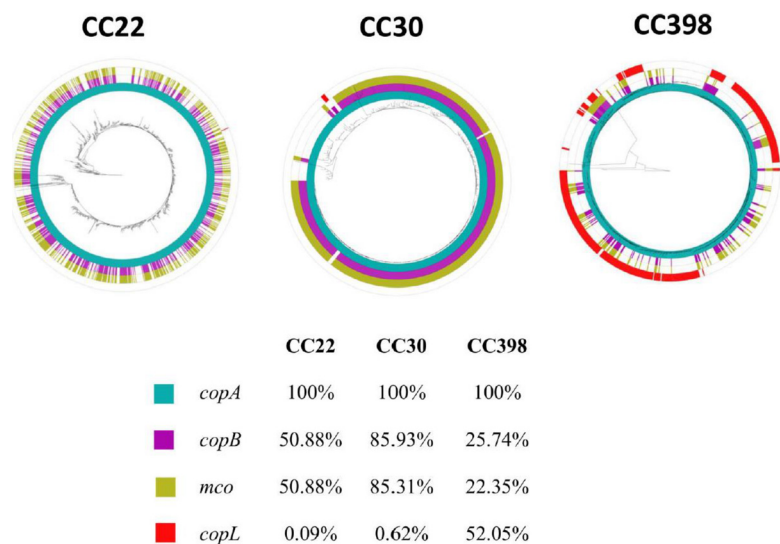 CC22 CC30 CC398
CC22 CC30 CC398
copA 100% 100% 100%
copB 50.88% 85.93% 25.74%
mco 50.88% 85.31% 22.35%
copL 0.09% 0.62% 52.05%